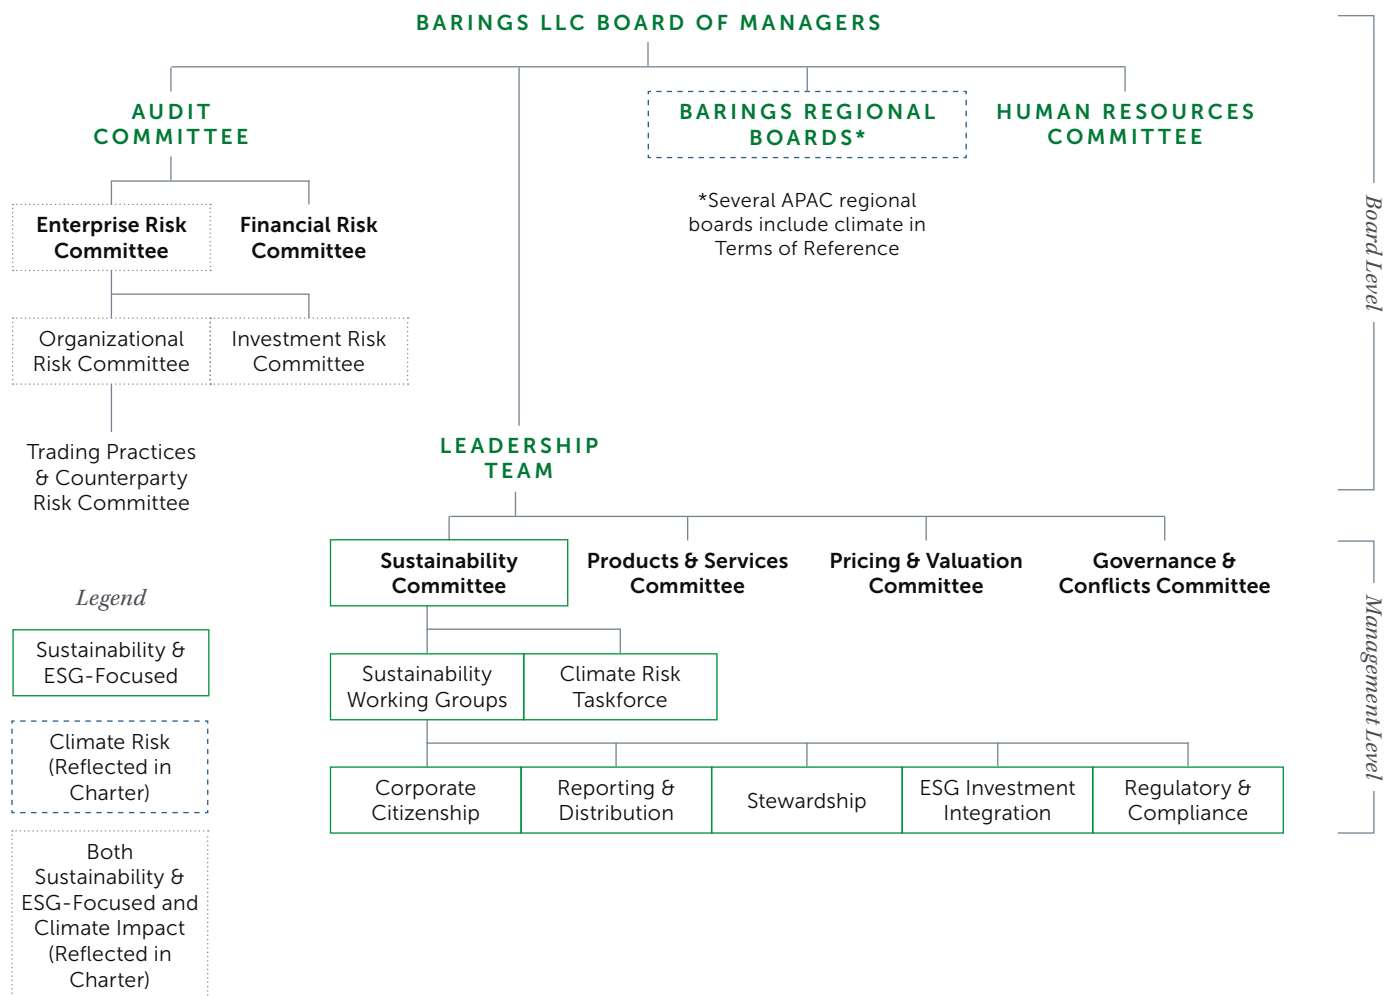 BARINGS LLC BOARD OF MANAGERS
AUDIT
COMMITTEE
BARINGS REGIONAL
BOARDS*
HUMAN RESOURCES
COMMITTEE
*Several APAC regional
boards include climate in
Terms of Reference
Enterprise Risk
Committee
Financial Risk
Committee
Organizational
Risk Committee
Investment Risk
Committee
Trading Practices
& Counterparty
Risk Committee
Board Level
LEADERSHIP
TEAM
Sustainability
Committee
Products & Services
Committee
Pricing & Valuation
Committee
Governance &
Conflicts Committee
Sustainability
Working Groups
Climate Risk
Taskforce
Corporate
Citizenship
Reporting &
Distribution
Stewardship
ESG Investment
Integration
Regulatory &
Compliance
Management Level
Legend
Sustainability &
ESG-Focused
Climate Risk
(Reflected in
Charter)
Both
Sustainability &
ESG-Focused and
Climate Impact
(Reflected in
Charter)